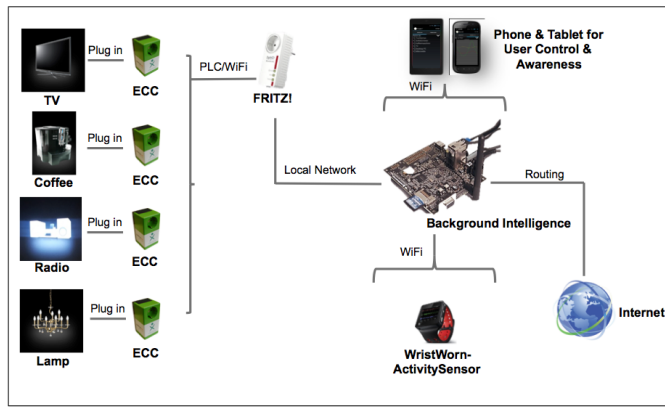 Plug in
TV
ECC
PLC/WiFi
FRITZ!
Phone & Tablet for
User Control &
Awareness
WiFi
Plug in
Coffee
ECC
Local Network
Routing
Background Intelligence
Plug in
Radio
ECC
WiFi
Internet
Plug in
Lamp
ECC
WristWorn-
ActivitySensor